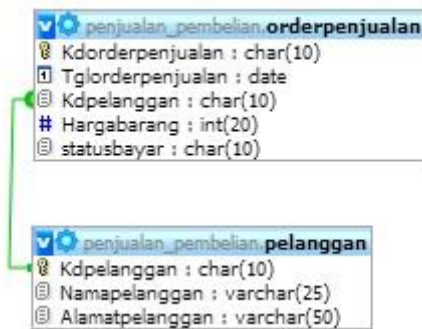 penjualan_pembelian.orderpenjualan
Kdorderpenjualan : char(10)
Tglorderpenjualan : date
Kdpelanggan : char(10)
# Hargabarang : int(20)
statusbayar : char(10)
penjualan_pembelian.pelanggan
Kdpelanggan : char(10)
Namapelanggan : varchar(25)
Alamatpelanggan : varchar(50)